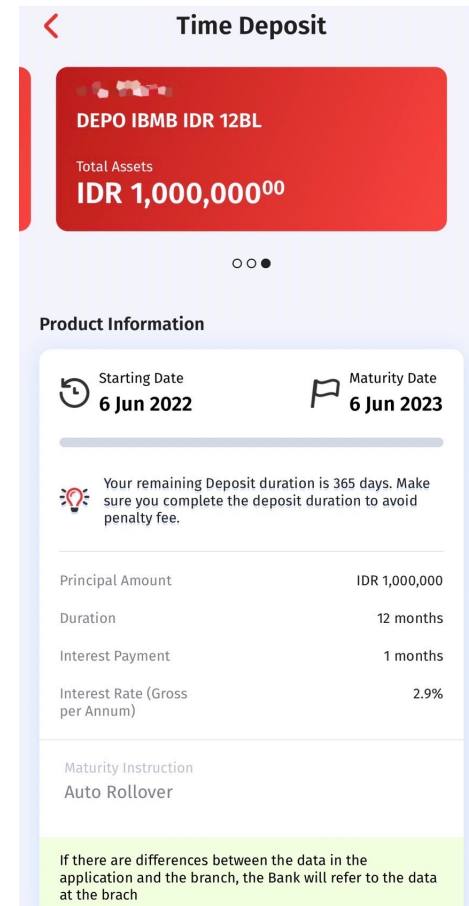 Time Deposit
DEPO IBMB IDR 12BL
Total Assets
IDR 1,000,000⁰⁰
Product Information
Starting Date
6 Jun 2022
Maturity Date
6 Jun 2023
Your remaining Deposit duration is 365 days. Make
sure you complete the deposit duration to avoid
penalty fee.
Principal Amount IDR 1,000,000
Duration 12 months
Interest Payment 1 months
Interest Rate (Gross 2.9%
per Annum)
Maturity Instruction
Auto Rollover
If there are differences between the data in the
application and the branch, the Bank will refer to the data
at the brach